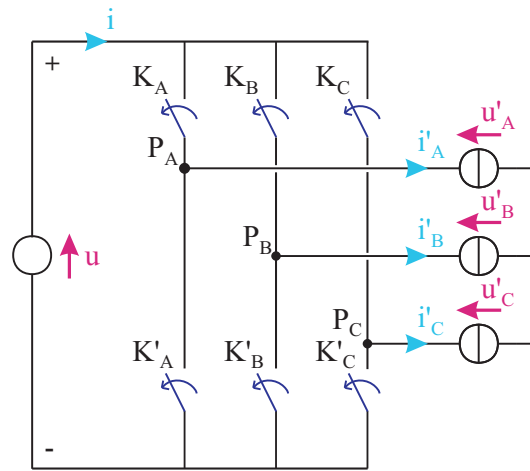 i
+
K_A K_B K_C
u'_A
P_A i'_A
u'_B
P_B i'_B
u
u'_C
P_C i'_C
K'_A K'_B K'_C
-